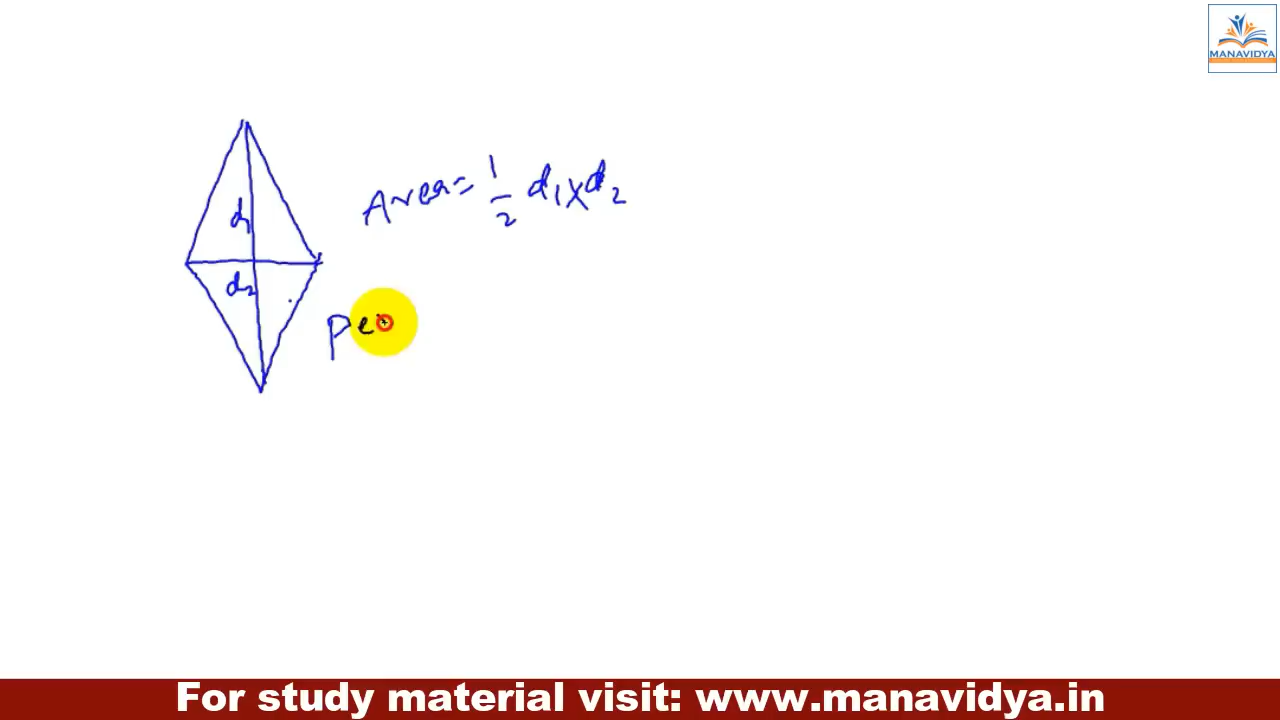 MANAVIDYA
Area = 1/2 d1 x d2
d1
d2
Pe
For study material visit: www.manavidya.in